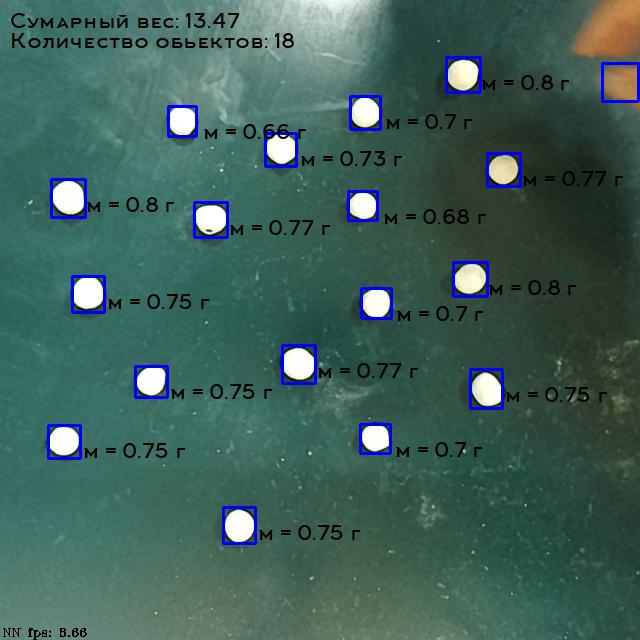 Сумарный вес: 13.47
Количество обьектов: 18
м = 0.8 г
м = 0.7 г
м = 0.66 г
м = 0.73 г
м = 0.77 г
м = 0.8 г
м = 0.68 г
м = 0.77 г
м = 0.8 г
м = 0.75 г
м = 0.7 г
м = 0.77 г
м = 0.75 г
м = 0.75 г
м = 0.75 г
м = 0.7 г
м = 0.75 г
NN fps: 8.66